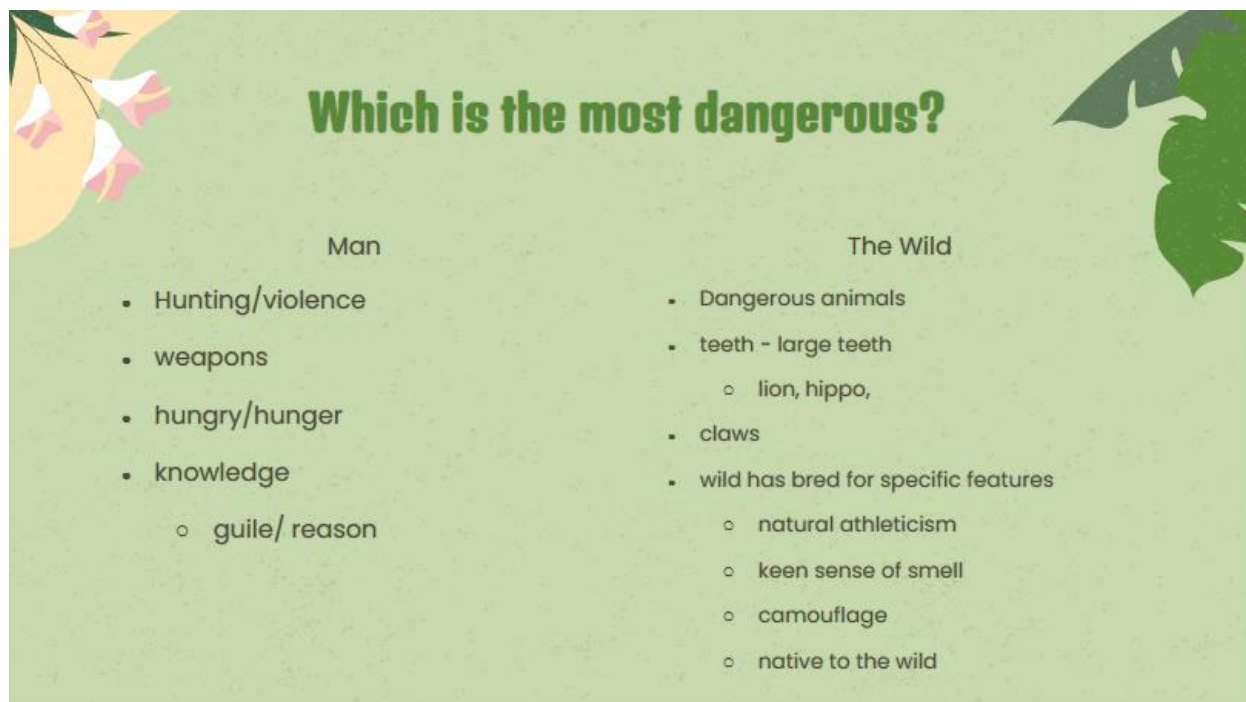 Which is the most dangerous?
Man
• Hunting/violence
• weapons
• hungry/hunger
• knowledge
○ guile/ reason
The Wild
• Dangerous animals
• teeth - large teeth
○ lion, hippo,
• claws
• wild has bred for specific features
○ natural athleticism
○ keen sense of smell
○ camouflage
○ native to the wild